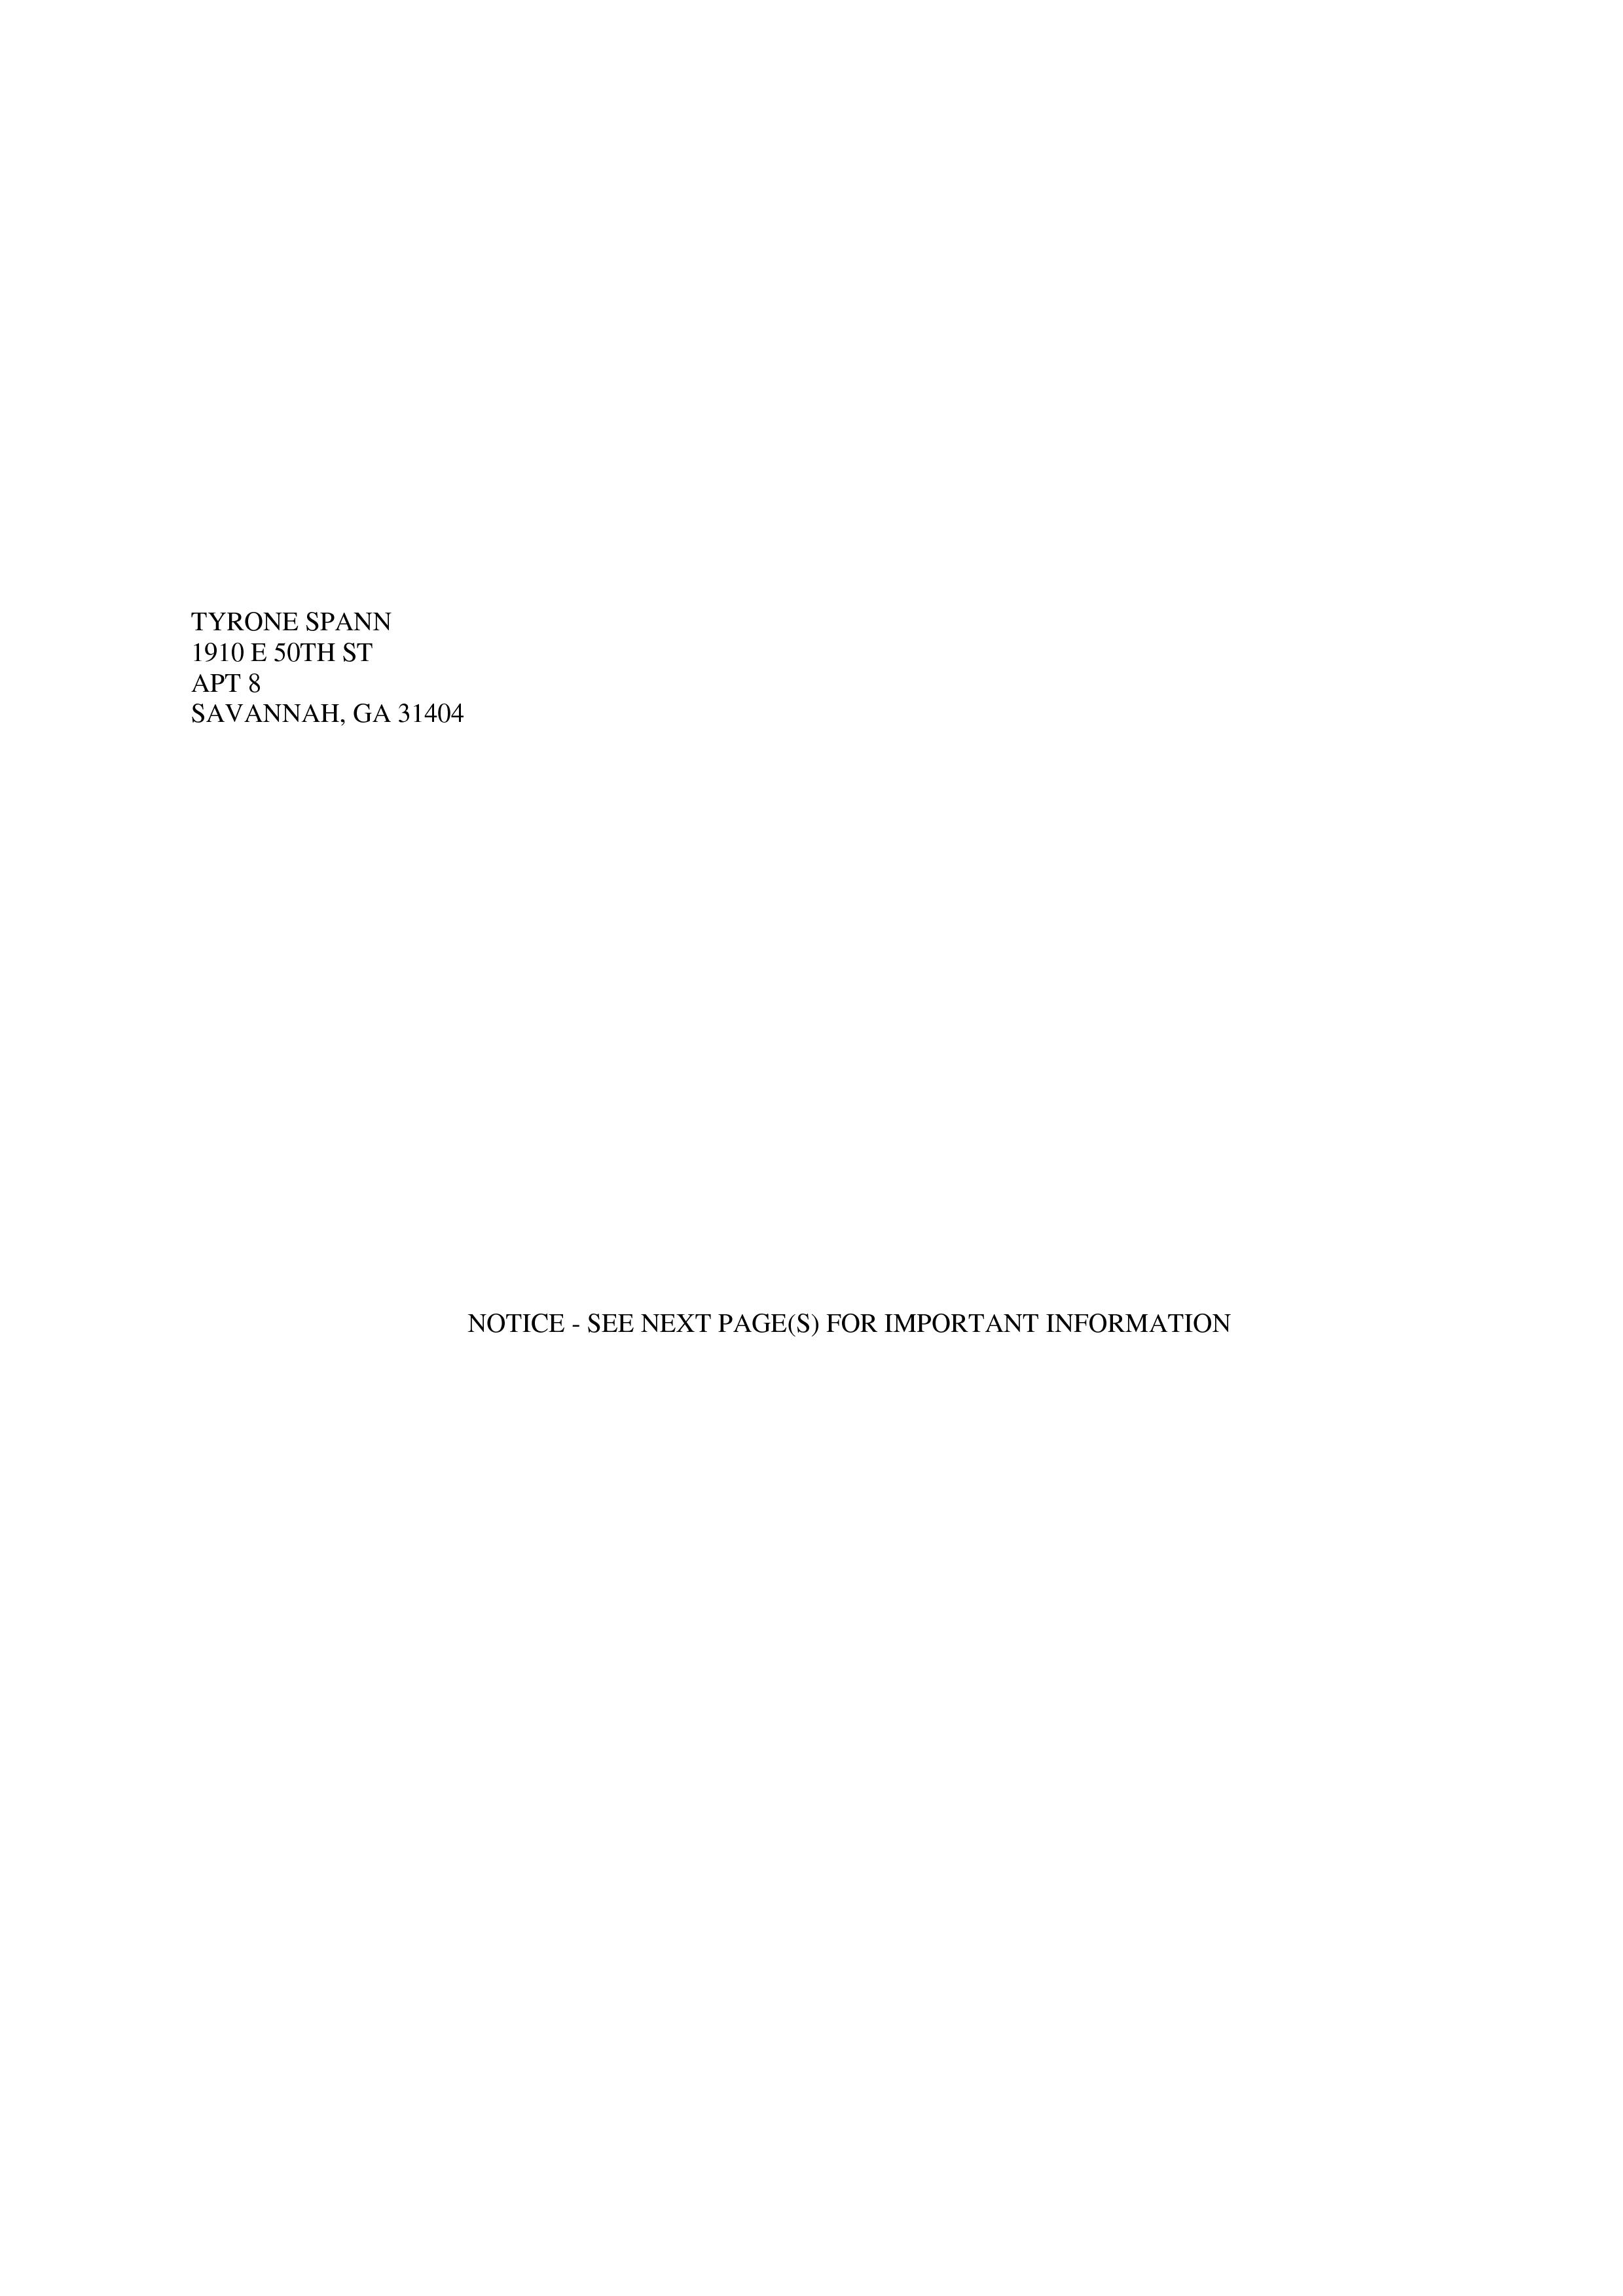 TYRONE SPANN
1910 E 50TH ST
APT 8
SAVANNAH, GA 31404
NOTICE - SEE NEXT PAGE(S) FOR IMPORTANT INFORMATION